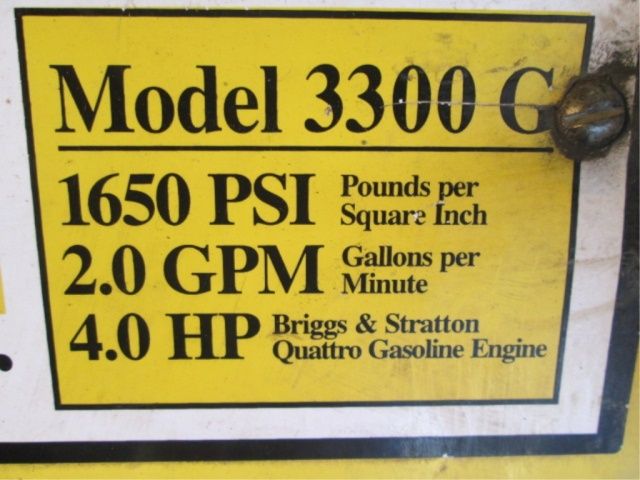 Model 3300 G
1650 PSI Pounds per
Square Inch
2.0 GPM Gallons per
Minute
4.0 HP Briggs & Stratton
Quattro Gasoline Engine